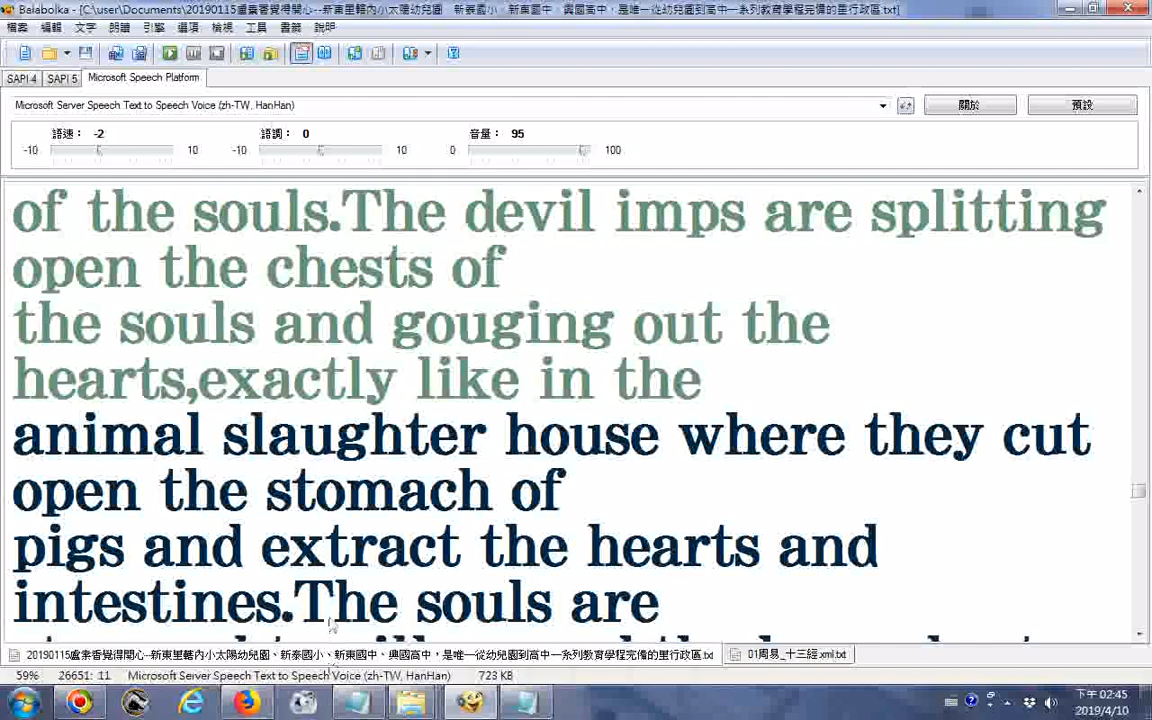 Balabolka - [C:\user\Documents\20190115盧素香覺得開心--新東里轄內小太陽幼兒園、新泰國小、新東國中、興國高中，是唯一從幼兒園到高中一系列教育學程完備的里行政區.txt]
檔案 編輯 文字 朗讀 引擎 選項 檢視 工具 書籤 說明
SAPI 4 SAPI 5 Microsoft Speech Platform
Microsoft Server Speech Text to Speech Voice (zh-TW, HanHan) 關於 預設
語速： -2 語調： 0 音量： 95
-10 10 -10 10 0 100
of the souls.The devil imps are splitting
open the chests of
the souls and gouging out the
hearts,exactly like in the
animal slaughter house where they cut
open the stomach of
pigs and extract the hearts and
intestines.The souls are
20190115盧素香覺得開心--新東里轄內小太陽幼兒園、新泰國小、新東國中、興國高中，是唯一從幼兒園到高中一系列教育學程完備的里行政區.txt 01周易_十三經.xml.txt
59% 26651: 11 Microsoft Server Speech Text to Speech Voice (zh-TW, HanHan) 723 KB
下午 02:45
2019/4/10